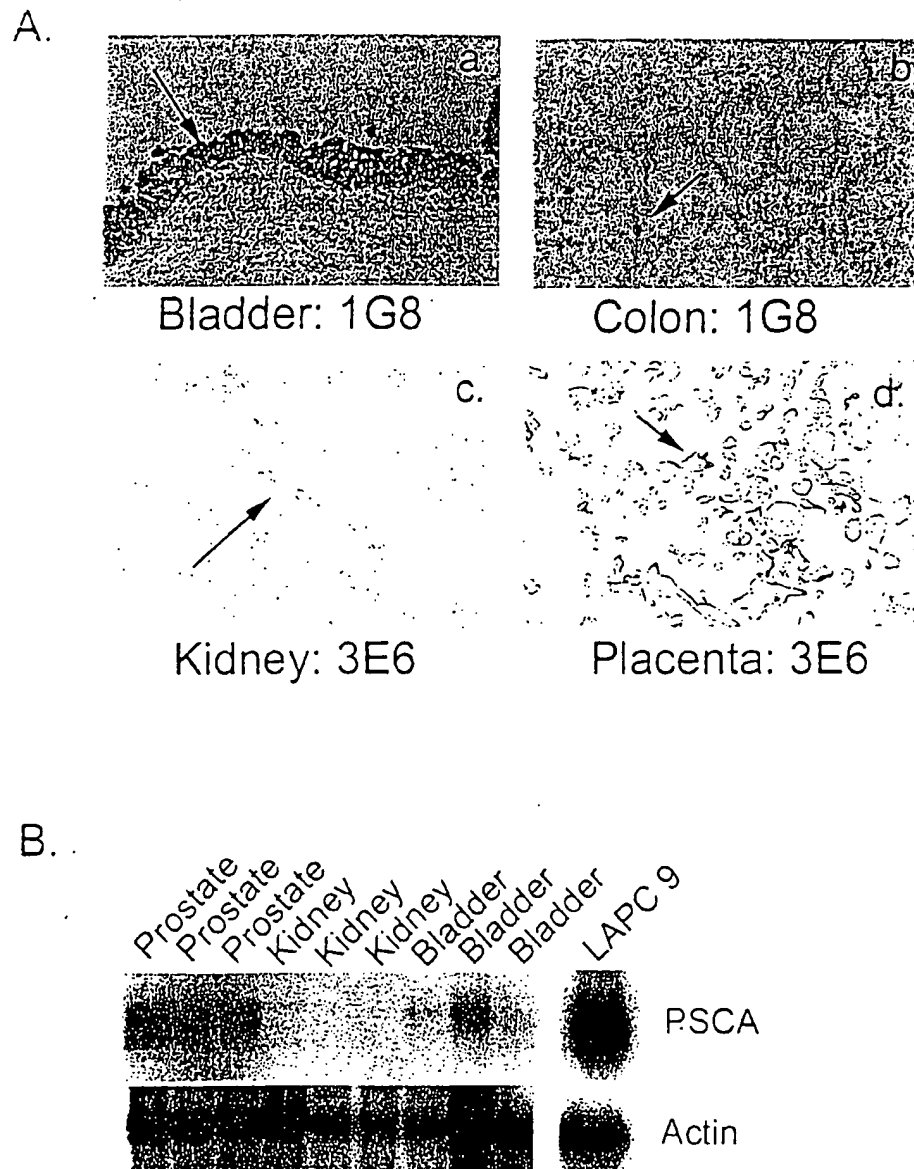 A.
a.
b
Bladder: 1G8
Colon: 1G8
c.
d.
Kidney: 3E6
Placenta: 3E6
B.
Prostate
Prostate
Prostate
Kidney
Kidney
Kidney
Bladder
Bladder
Bladder
LAPC 9
PSCA
Actin